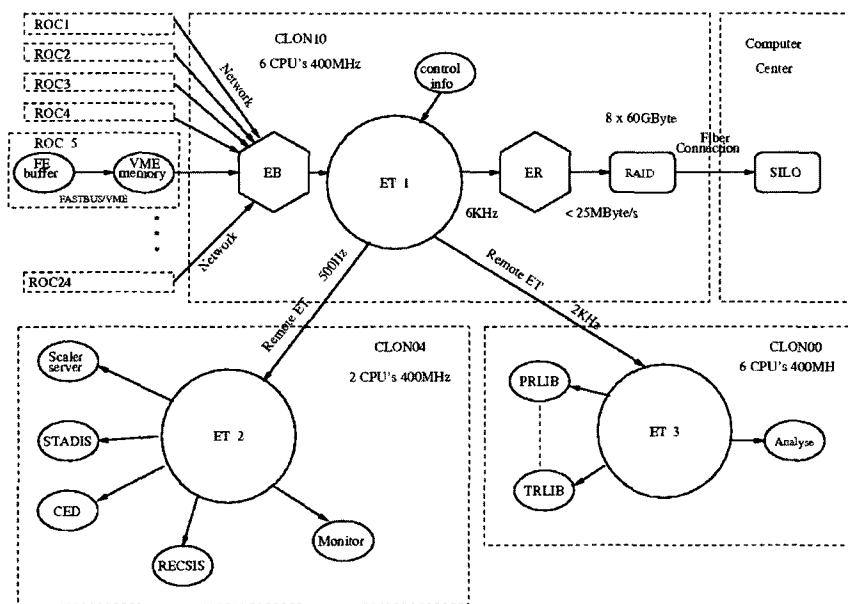 ROC1
ROC2
ROC3
ROC4
ROC 5
FE
buffer
VME
memory
FASTBUS/VME
ROC24
Network
Network
CLON10
6 CPU's 400MHz
control
info
EB
ET 1
6KHz
ER
< 25MByte/s
8 x 60GByte
RAID
Fiber
Connection
Computer
Center
SILO
Remote ET
500Hz
Remote ET
2KHz
CLON04
2 CPU's 400MHz
Scaler
server
STADIS
CED
RECSIS
Monitor
ET 2
CLON00
6 CPU's 400MH
PRLIB
TRLIB
ET 3
Analyse